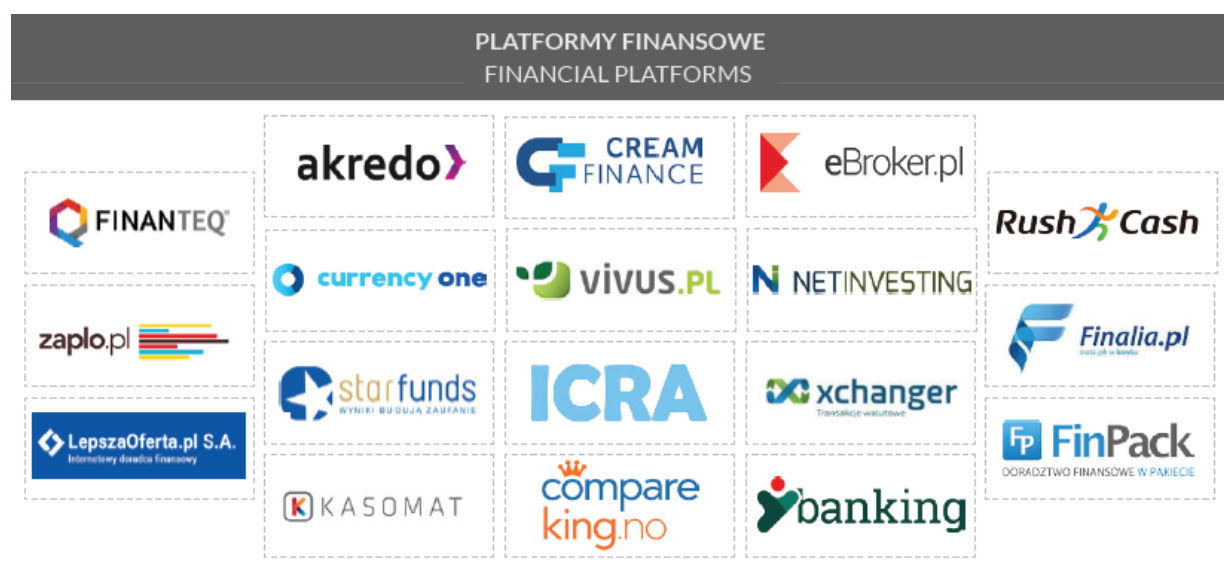 PLATFORMY FINANSOWE
FINANCIAL PLATFORMS
FINANTEQ
zaplo.pl
LepszaOferta.pl S.A.
Internetowy doradca finansowy
akredo
currency one
starfunds
WYNIKI BUDUJĄ ZAUFANIE
KASOMAT
CREAM
FINANCE
vivus.PL
ICRA
compare
king.no
eBroker.pl
NETINVESTING
xchanger
Transakcje walutowe
banking
Rush Cash
Finalia.pl
FP FinPack
DORADZTWO FINANSOWE W PAKIECIE